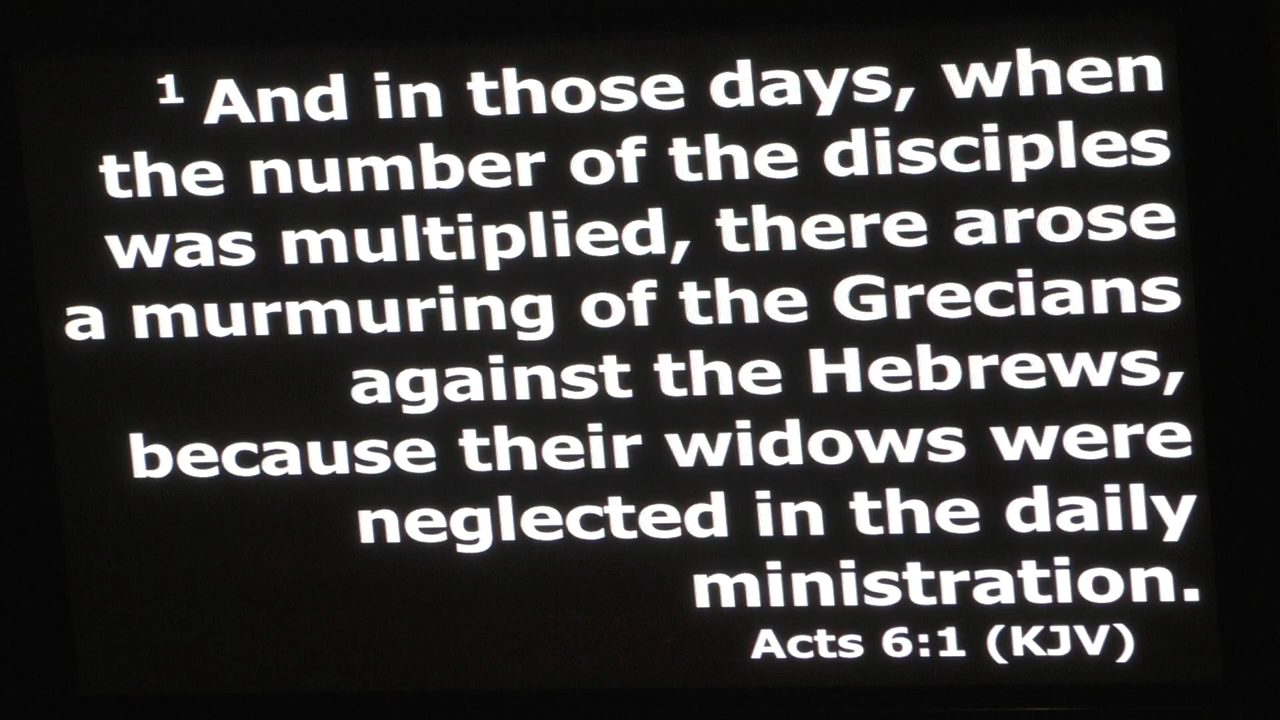 1 And in those days, when
the number of the disciples
was multiplied, there arose
a murmuring of the Grecians
against the Hebrews,
because their widows were
neglected in the daily
ministration.
Acts 6:1 (KJV)